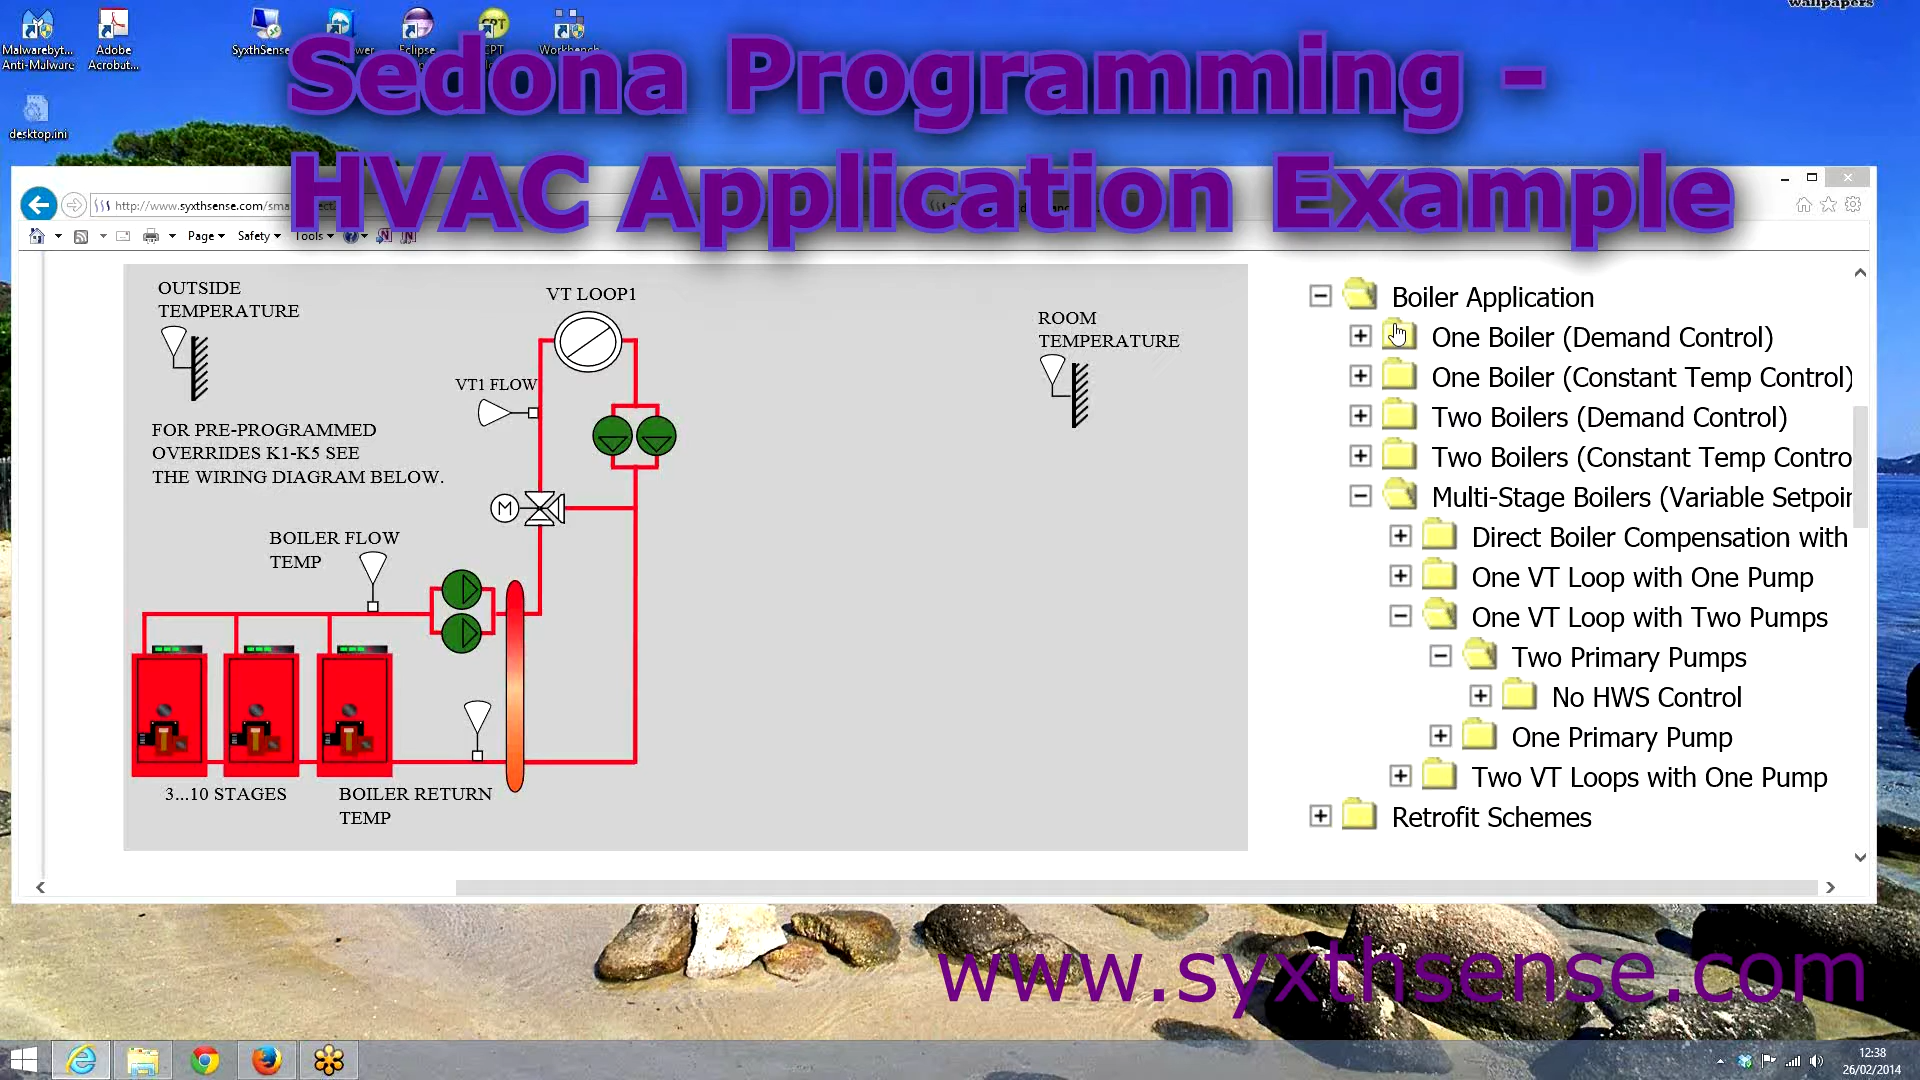 wallpapers
Malwareby...
Anti-Malware
Adobe
Acrobat...
SyxthSense
Eclipse
Workbench
desktop.ini
Sedona Programming -
HVAC Application Example
http://www.syxthsense.com/sma
Page
Safety
Tools
OUTSIDE
TEMPERATURE
VT LOOP1
ROOM
TEMPERATURE
VT1 FLOW
FOR PRE-PROGRAMMED
OVERRIDES K1-K5 SEE
THE WIRING DIAGRAM BELOW.
M
BOILER FLOW
TEMP
3...10 STAGES
BOILER RETURN
TEMP
Boiler Application
One Boiler (Demand Control)
One Boiler (Constant Temp Control)
Two Boilers (Demand Control)
Two Boilers (Constant Temp Contro
Multi-Stage Boilers (Variable Setpoin
Direct Boiler Compensation with
One VT Loop with One Pump
One VT Loop with Two Pumps
Two Primary Pumps
No HWS Control
One Primary Pump
Two VT Loops with One Pump
Retrofit Schemes
www.syxthsense.com
12:38
26/02/2014